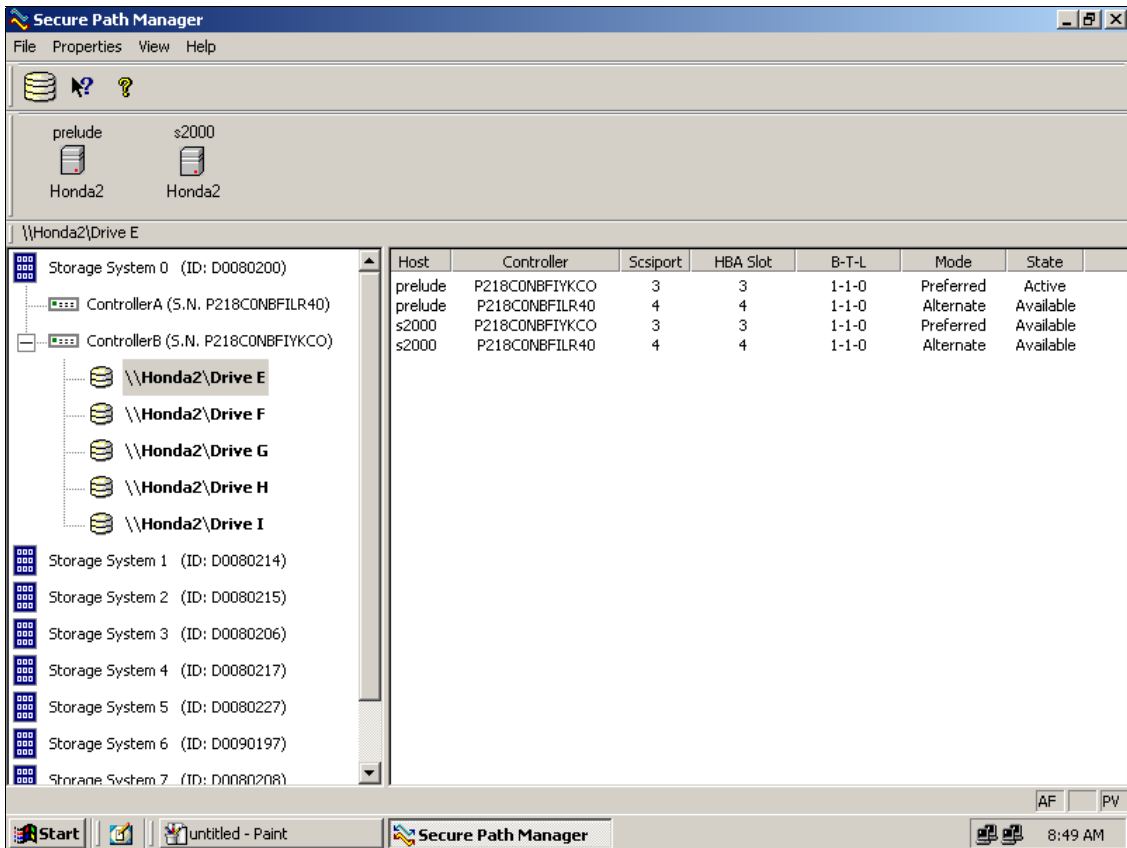 Secure Path Manager
File Properties View Help
prelude s2000
Honda2 Honda2
\\Honda2\Drive E
Storage System 0 (ID: D0080200)
ControllerA (S.N. P218C0NBFILR40)
ControllerB (S.N. P218C0NBFIYKCO)
\\Honda2\Drive E
\\Honda2\Drive F
\\Honda2\Drive G
\\Honda2\Drive H
\\Honda2\Drive I
Storage System 1 (ID: D0080214)
Storage System 2 (ID: D0080215)
Storage System 3 (ID: D0080206)
Storage System 4 (ID: D0080217)
Storage System 5 (ID: D0080227)
Storage System 6 (ID: D0090197)
Storage System 7 (ID: D0080208)
Host Controller Scsiport HBA Slot B-T-L Mode State
prelude P218C0NBFIYKCO 3 3 1-1-0 Preferred Active
prelude P218C0NBFILR40 4 4 1-1-0 Alternate Available
s2000 P218C0NBFIYKCO 3 3 1-1-0 Preferred Available
s2000 P218C0NBFILR40 4 4 1-1-0 Alternate Available
AF PV
Start untitled - Paint Secure Path Manager 8:49 AM